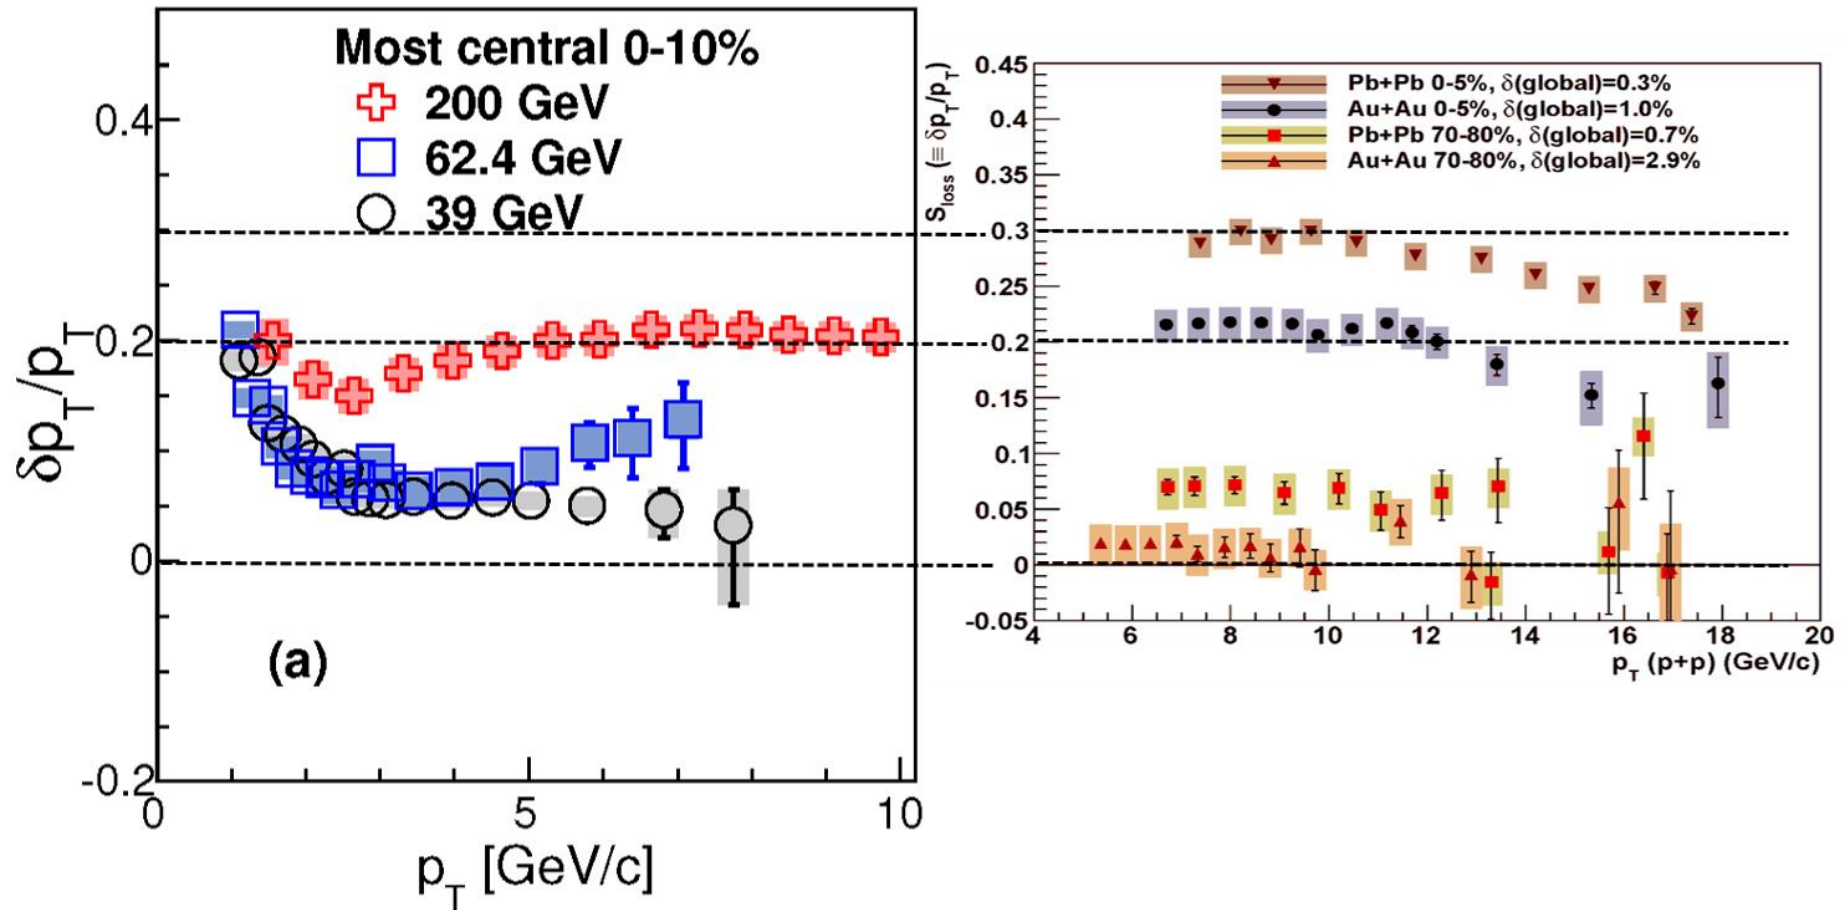 Most central 0-10%
200 GeV
62.4 GeV
39 GeV
0.4
0.2
0
-0.2
δp_T/p_T
(a)
0 5 10
p_T [GeV/c]
S_loss (≡ δp_T/p_T)
0.45
0.4
0.35
0.3
0.25
0.2
0.15
0.1
0.05
0
-0.05
Pb+Pb 0-5%, δ(global)=0.3%
Au+Au 0-5%, δ(global)=1.0%
Pb+Pb 70-80%, δ(global)=0.7%
Au+Au 70-80%, δ(global)=2.9%
4 6 8 10 12 14 16 18 20
p_T (p+p) (GeV/c)